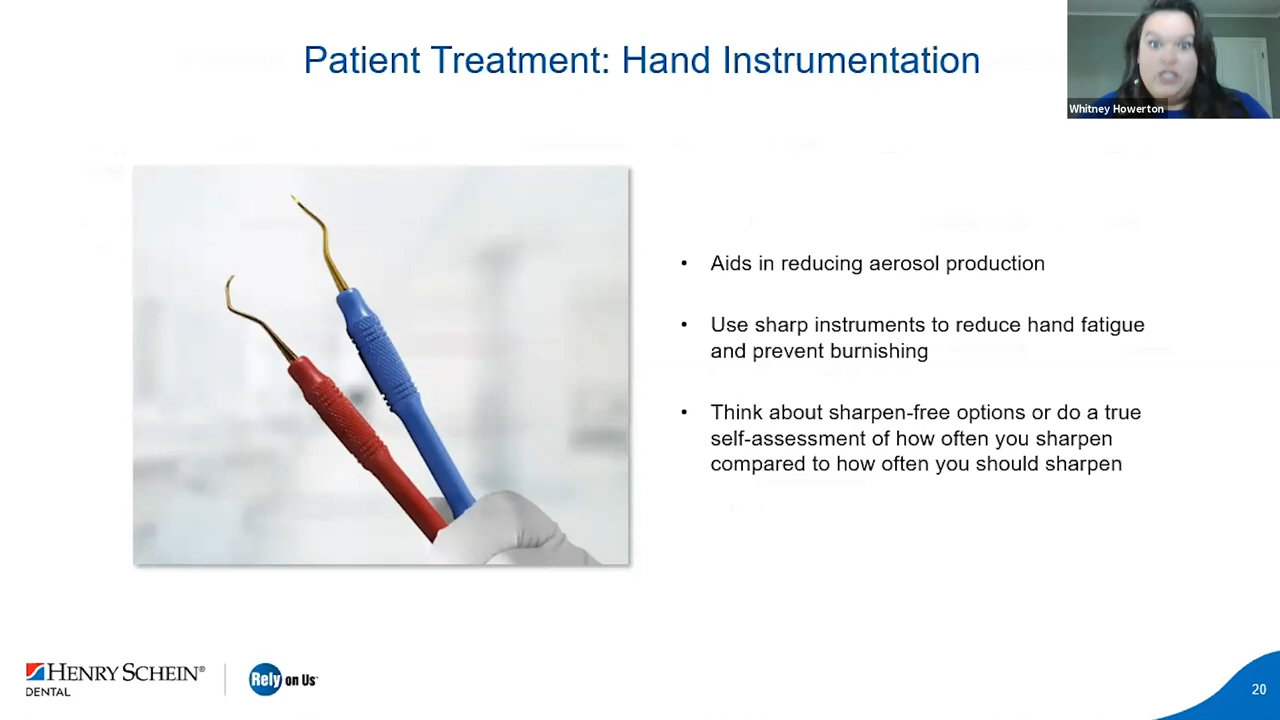 Patient Treatment: Hand Instrumentation
Whitney Howerton
• Aids in reducing aerosol production
• Use sharp instruments to reduce hand fatigue
and prevent burnishing
• Think about sharpen-free options or do a true
self-assessment of how often you sharpen
compared to how often you should sharpen
HENRY SCHEIN®
DENTAL
Rely on Us
20